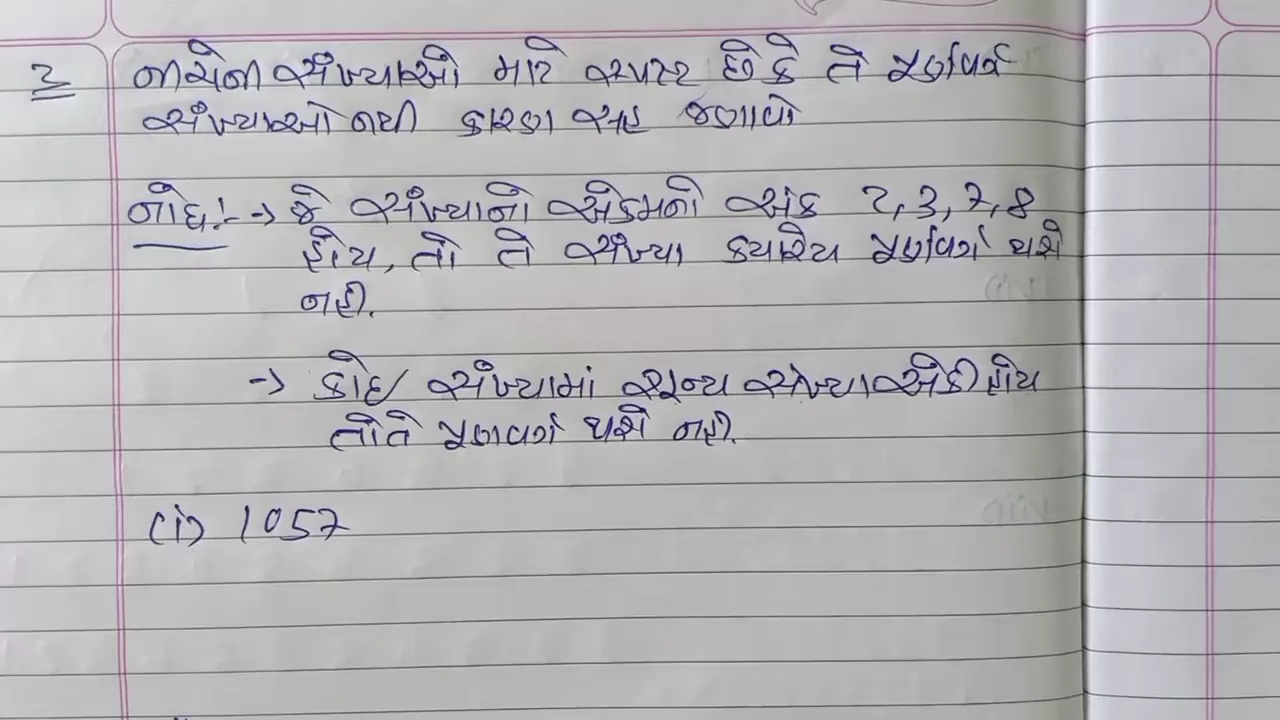 2 નીચેના સંખ્યાઓ માટે સ્પષ્ટ છે કે તે પૂર્ણવર્ગ
સંખ્યાઓ નથી કારણ સહ જણાવો
નોંધ:- → જે સંખ્યાનો એકમનો અંક 2, 3, 7, 8
હોય, તો તે સંખ્યા ક્યારેય પૂર્ણવર્ગ થશે
નહી.
→ કોઇ સંખ્યામાં શૂન્ય સંખ્યા એકી હોય
તો તે પૂર્ણવર્ગ થશે નહી.
(i) 1057